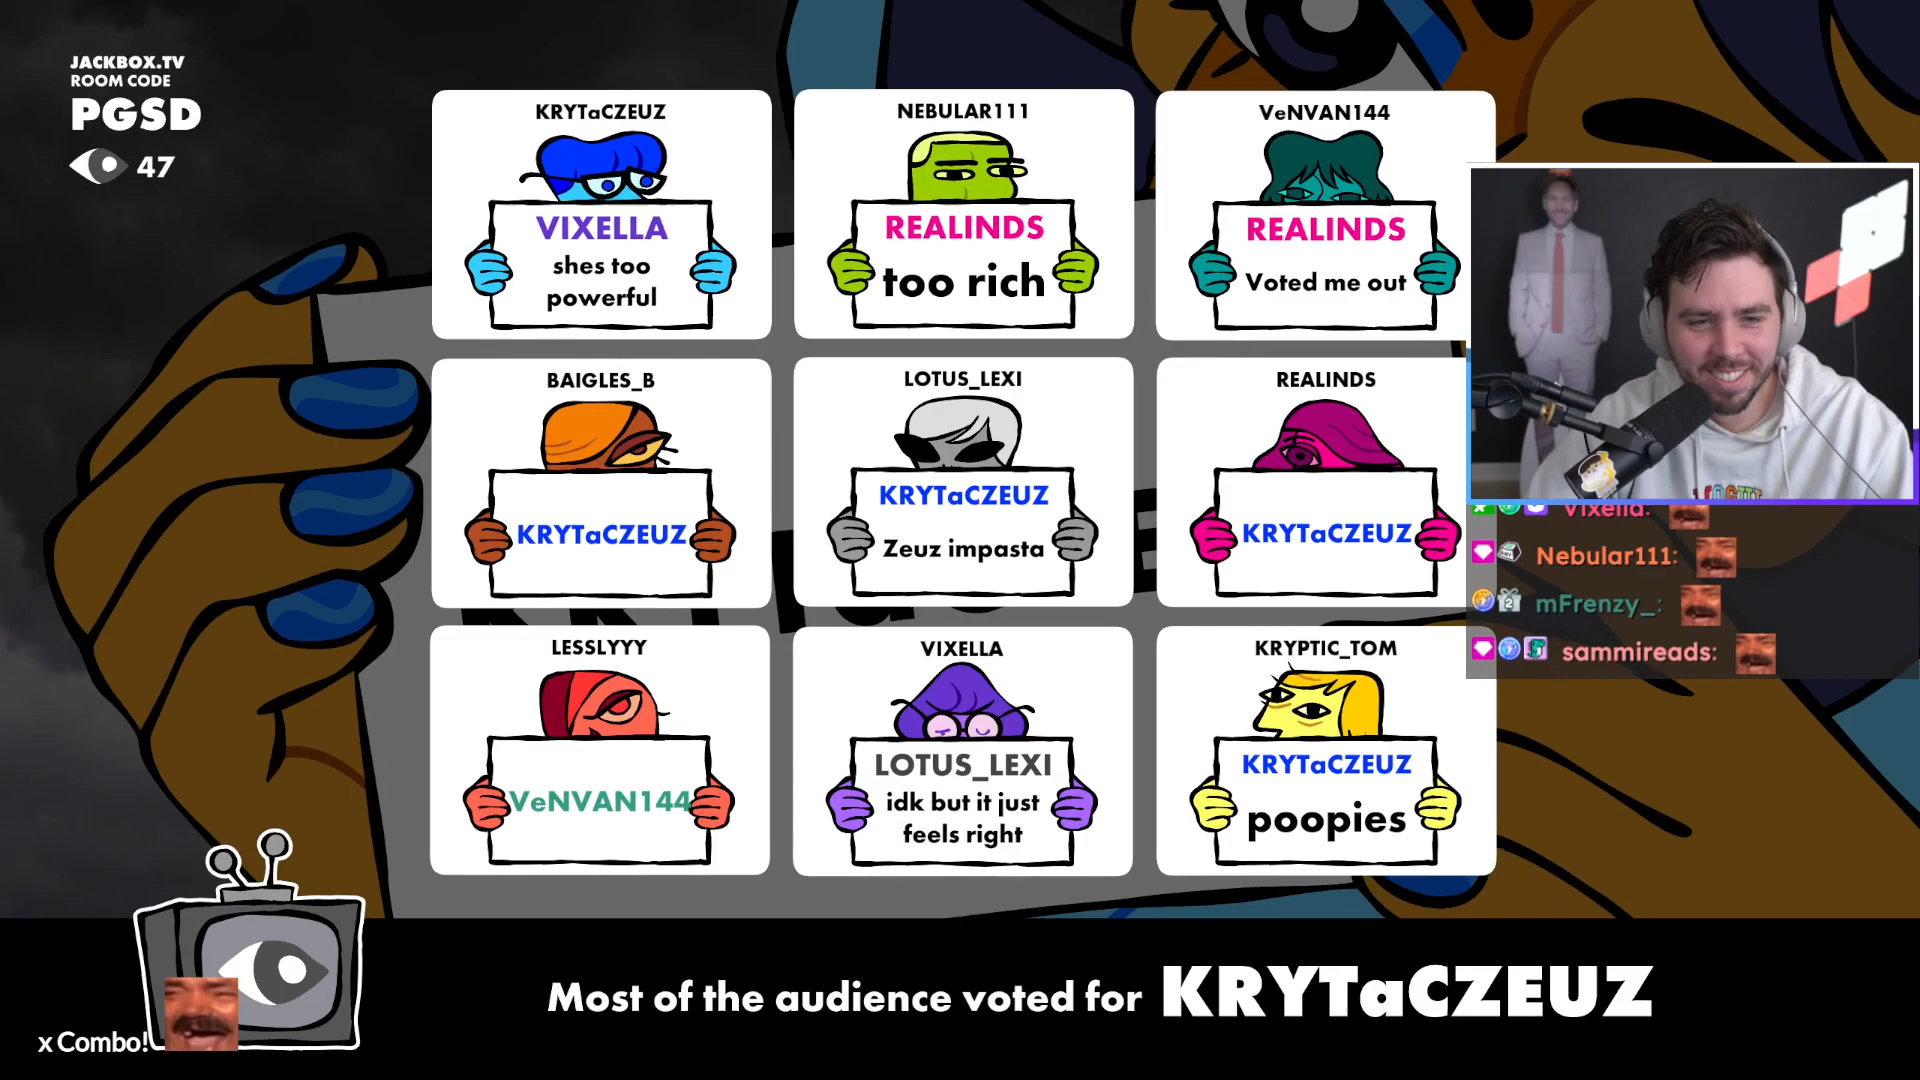 JACKBOX.TV
ROOM CODE
PGSD
47
KRYTaCZEUZ
VIXELLA
shes too
powerful
NEBULAR111
REALINDS
too rich
VeNVAN144
REALINDS
Voted me out
BAIGLES_B
KRYTaCZEUZ
LOTUS_LEXI
KRYTaCZEUZ
Zeuz impasta
REALINDS
KRYTaCZEUZ
LESSLYYY
VeNVAN144
VIXELLA
LOTUS_LEXI
idk but it just
feels right
KRYPTIC_TOM
KRYTaCZEUZ
poopies
Vixella:
Nebular111:
mFrenzy_:
sammireads:
Most of the audience voted for KRYTaCZEUZ
x Combo!